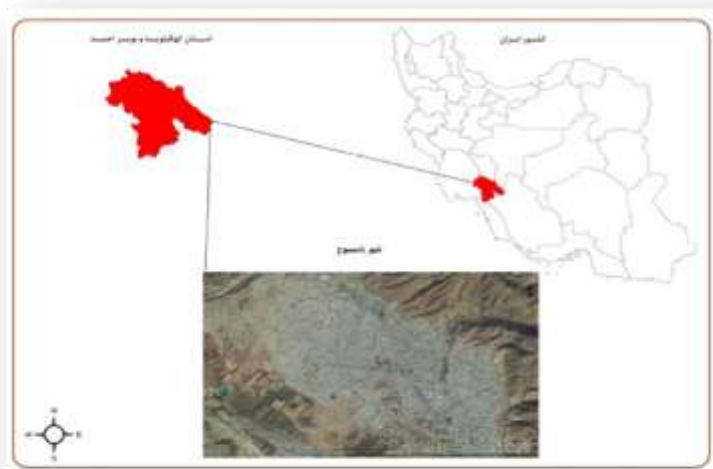 استان کهگیلویه و بویر احمد
کشور ایران
شهر یاسوج
N
E
S